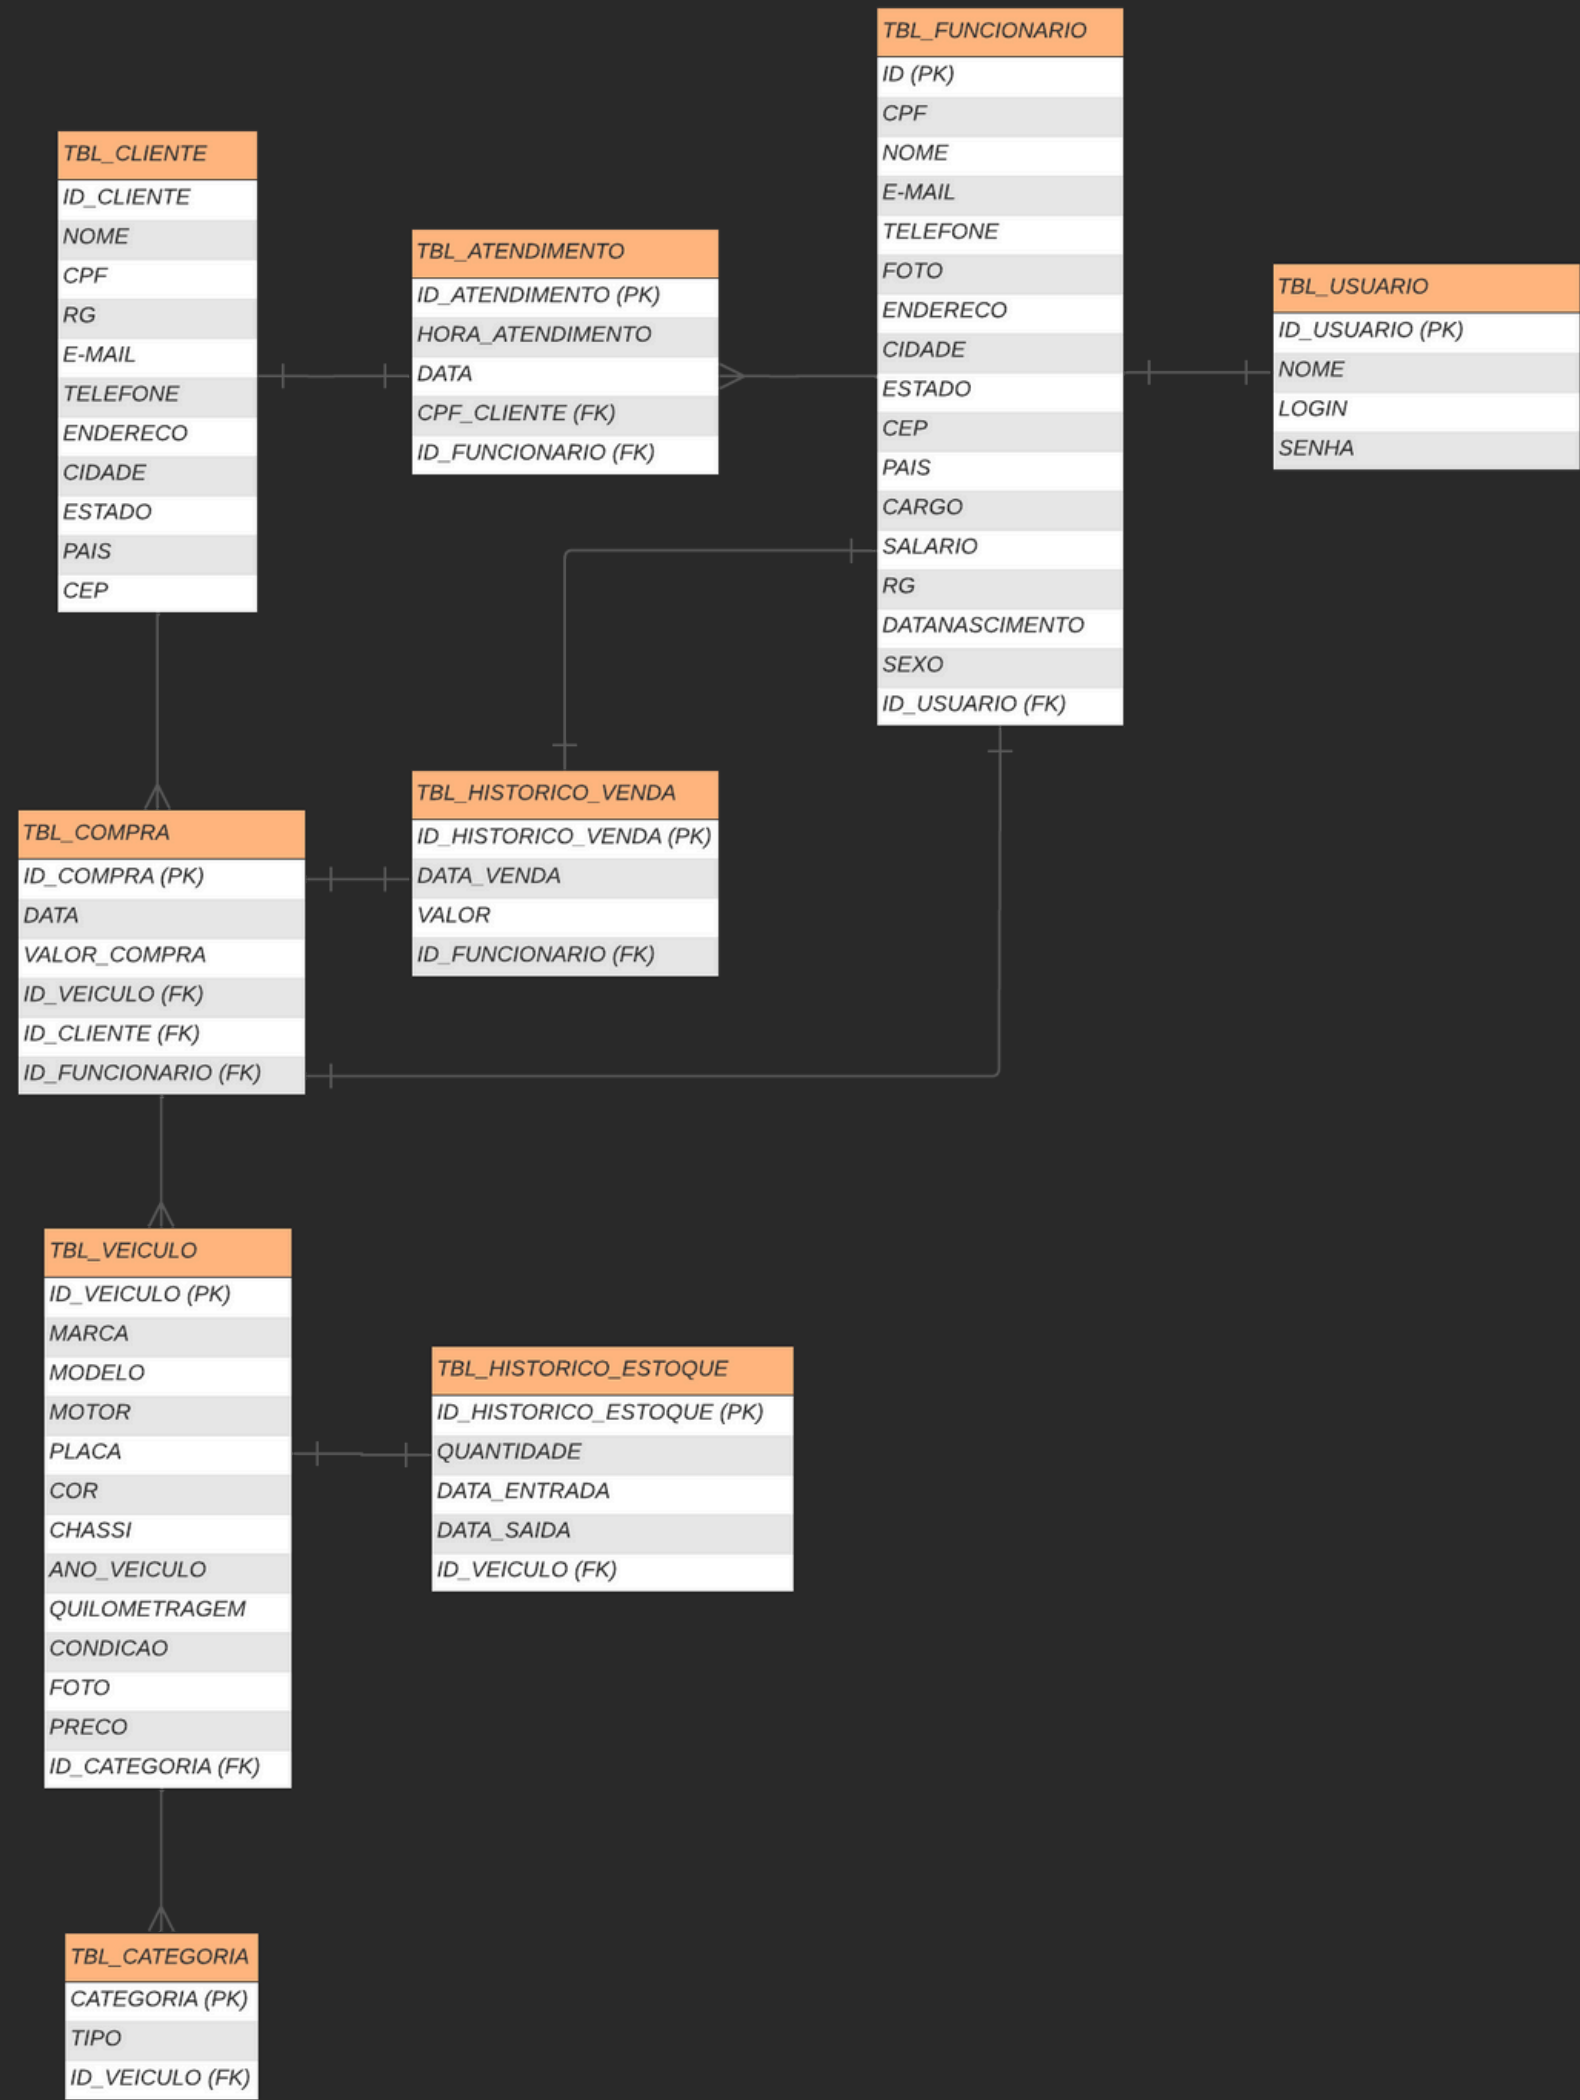 TBL_FUNCIONARIO
ID (PK)
CPF
NOME
E-MAIL
TELEFONE
FOTO
ENDERECO
CIDADE
ESTADO
CEP
PAIS
CARGO
SALARIO
RG
DATANASCIMENTO
SEXO
ID_USUARIO (FK)
TBL_CLIENTE
ID_CLIENTE
NOME
CPF
RG
E-MAIL
TELEFONE
ENDERECO
CIDADE
ESTADO
PAIS
CEP
TBL_ATENDIMENTO
ID_ATENDIMENTO (PK)
HORA_ATENDIMENTO
DATA
CPF_CLIENTE (FK)
ID_FUNCIONARIO (FK)
TBL_USUARIO
ID_USUARIO (PK)
NOME
LOGIN
SENHA
TBL_HISTORICO_VENDA
ID_HISTORICO_VENDA (PK)
DATA_VENDA
VALOR
ID_FUNCIONARIO (FK)
TBL_COMPRA
ID_COMPRA (PK)
DATA
VALOR_COMPRA
ID_VEICULO (FK)
ID_CLIENTE (FK)
ID_FUNCIONARIO (FK)
TBL_VEICULO
ID_VEICULO (PK)
MARCA
MODELO
MOTOR
PLACA
COR
CHASSI
ANO_VEICULO
QUILOMETRAGEM
CONDICAO
FOTO
PRECO
ID_CATEGORIA (FK)
TBL_HISTORICO_ESTOQUE
ID_HISTORICO_ESTOQUE (PK)
QUANTIDADE
DATA_ENTRADA
DATA_SAIDA
ID_VEICULO (FK)
TBL_CATEGORIA
CATEGORIA (PK)
TIPO
ID_VEICULO (FK)